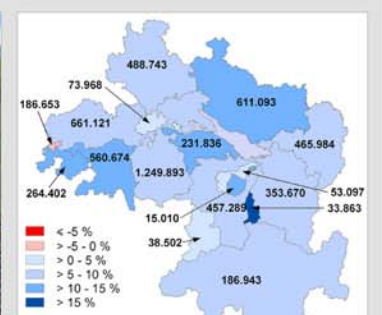 488.743
73.968
186.653
611.093
661.121
231.836
465.984
560.674
1.249.893
264.402
53.097
353.670
15.010
457.289
33.863
38.502
186.943
< -5 %
> -5 - 0 %
> 0 - 5 %
> 5 - 10 %
> 10 - 15 %
> 15 %